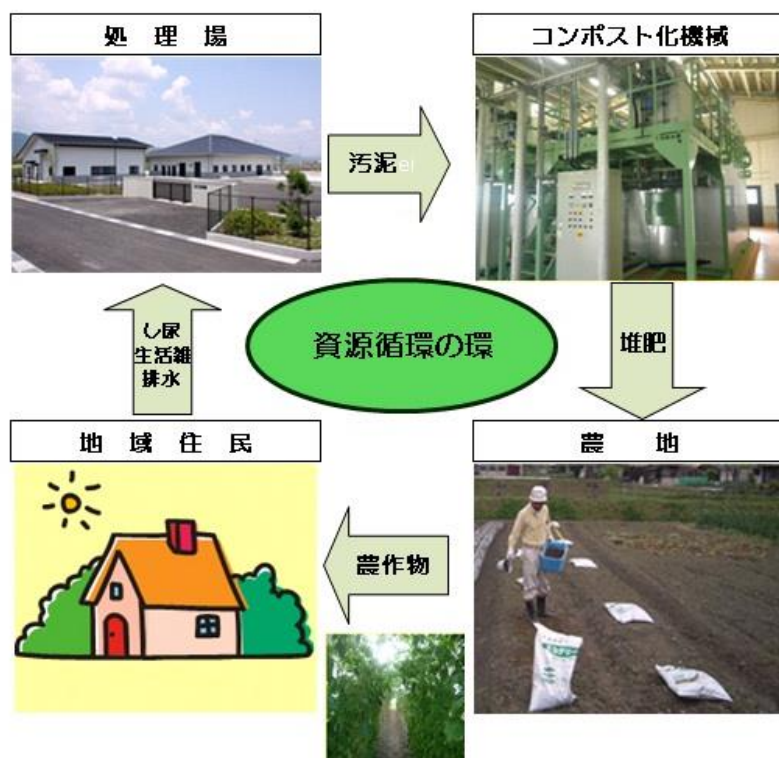 処 理 場
コンポスト化機械
汚泥
資源循環の環
し尿
生活雑
排水
堆肥
地 域 住 民
農 地
農作物